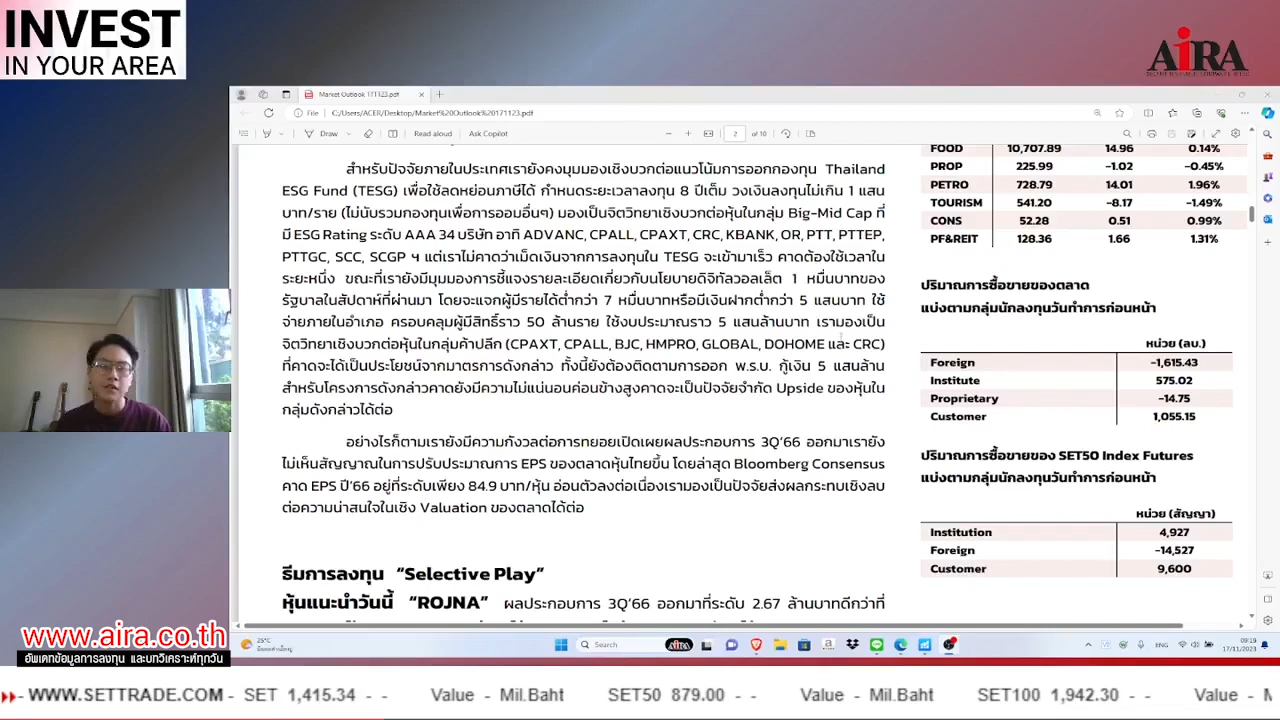 INVEST
IN YOUR AREA
AiRA
Market Outlook 171123.pdf
File
C:/Users/ACER/Desktop/Market%20Outlook%20171123.pdf
Draw
Read aloud
Ask Copilot
2
of 10
สำหรับปัจจัยภายในประเทศเรายังคงมุมมองเชิงบวกต่อแนวโน้มการออกกองทุน Thailand
ESG Fund (TESG) เพื่อใช้ลดหย่อนภาษีได้ กำหนดระยะเวลาลงทุน 8 ปีเต็ม วงเงินลงทุนไม่เกิน 1 แสน
บาท/ราย (ไม่นับรวมกองทุนเพื่อการออมอื่นๆ) มองเป็นจิตวิทยาเชิงบวกต่อหุ้นในกลุ่ม Big-Mid Cap ที่
มี ESG Rating ระดับ AAA 34 บริษัท อาทิ ADVANC, CPALL, CPAXT, CRC, KBANK, OR, PTT, PTTEP,
PTTGC, SCC, SCGP ฯ แต่เราไม่คาดว่าเม็ดเงินจากการลงทุนใน TESG จะเข้ามาเร็ว คาดต้องใช้เวลาใน
ระยะหนึ่ง ขณะที่เรายังมีมุมมองการชี้แจงรายละเอียดเกี่ยวกับนโยบายดิจิทัลวอลเล็ต 1 หมื่นบาทของ
รัฐบาลในสัปดาห์ที่ผ่านมา โดยจะแจกผู้มีรายได้ต่ำกว่า 7 หมื่นบาทหรือมีเงินฝากต่ำกว่า 5 แสนบาท ใช้
จ่ายภายในอำเภอ ครอบคลุมผู้มีสิทธิ์ราว 50 ล้านราย ใช้งบประมาณราว 5 แสนล้านบาท เรามองเป็น
จิตวิทยาเชิงบวกต่อหุ้นในกลุ่มค้าปลีก (CPAXT, CPALL, BJC, HMPRO, GLOBAL, DOHOME และ CRC)
ที่คาดจะได้เป็นประโยชน์จากมาตรการดังกล่าว ทั้งนี้ยังต้องติดตามการออก พ.ร.บ. กู้เงิน 5 แสนล้าน
สำหรับโครงการดังกล่าวคาดยังมีความไม่แน่นอนค่อนข้างสูงคาดจะเป็นปัจจัยจำกัด Upside ของหุ้นใน
กลุ่มดังกล่าวได้ต่อ
อย่างไรก็ตามเรายังมีความกังวลต่อการทยอยเปิดเผยผลประกอบการ 3Q'66 ออกมาเรายัง
ไม่เห็นสัญญาณในการปรับประมาณการ EPS ของตลาดหุ้นไทยขึ้น โดยล่าสุด Bloomberg Consensus
คาด EPS ปี'66 อยู่ที่ระดับเพียง 84.9 บาท/หุ้น อ่อนตัวลงต่อเนื่องเรามองเป็นปัจจัยส่งผลกระทบเชิงลบ
ต่อความน่าสนใจในเชิง Valuation ของตลาดได้ต่อ
ธีมการลงทุน “Selective Play”
หุ้นแนะนำวันนี้ “ROJNA” ผลประกอบการ 3Q'66 ออกมาที่ระดับ 2.67 ล้านบาทดีกว่าที่
FOOD 10,707.89 14.96 0.14%
PROP 225.99 -1.02 -0.45%
PETRO 728.79 14.01 1.96%
TOURISM 541.20 -8.17 -1.49%
CONS 52.28 0.51 0.99%
PF&REIT 128.36 1.66 1.31%
ปริมาณการซื้อขายของตลาด
แบ่งตามกลุ่มนักลงทุนวันทำการก่อนหน้า
หน่วย (ลบ.)
Foreign -1,615.43
Institute 575.02
Proprietary -14.75
Customer 1,055.15
ปริมาณการซื้อขายของ SET50 Index Futures
แบ่งตามกลุ่มนักลงทุนวันทำการก่อนหน้า
หน่วย (สัญญา)
Institution 4,927
Foreign -14,527
Customer 9,600
25°C
Search
AiRA
ENG
09:19
17/11/2023
www.aira.co.th
อัพเดทข้อมูลการลงทุน และบทวิเคราะห์ทุกวัน
- WWW.SETTRADE.COM - SET 1,415.34 - - Value - Mil.Baht SET50 879.00 - - Value - Mil.Baht SET100 1,942.30 - - Value - M